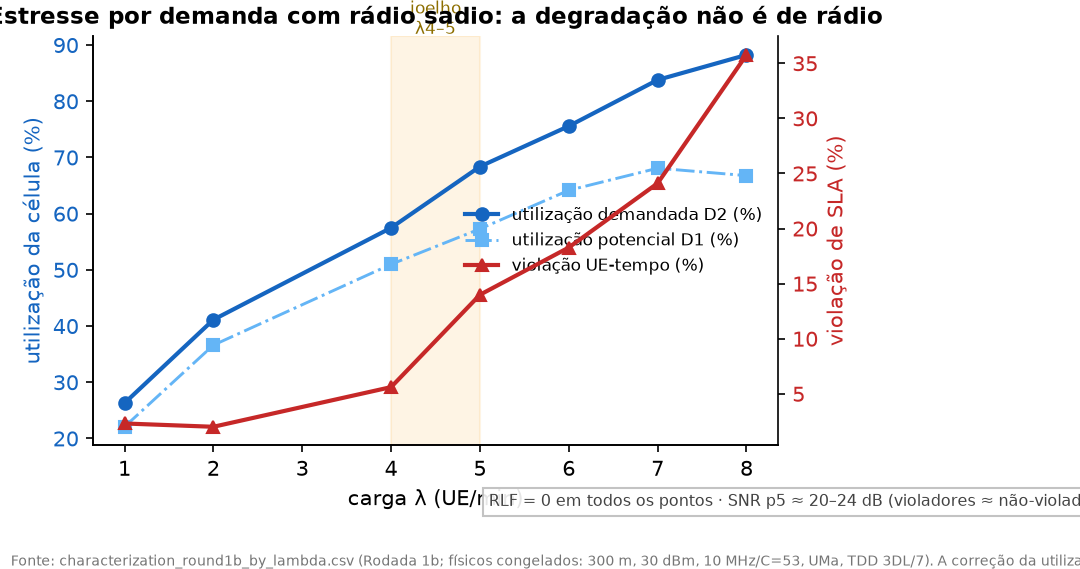 Estresse por demanda com rádio sadio: a degradação não é de rádio
joelho
λ4–5
90
80
70
60
50
40
30
20
utilização da célula (%)
35
30
25
20
15
10
5
violação de SLA (%)
utilização demandada D2 (%)
utilização potencial D1 (%)
violação UE-tempo (%)
1 2 3 4 5 6 7 8
carga λ (UE/
RLF = 0 em todos os pontos · SNR p5 ≈ 20–24 dB (violadores ≈ não-violad
Fonte: characterization_round1b_by_lambda.csv (Rodada 1b; físicos congelados: 300 m, 30 dBm, 10 MHz/C=53, UMa, TDD 3DL/7). A correção da utiliza